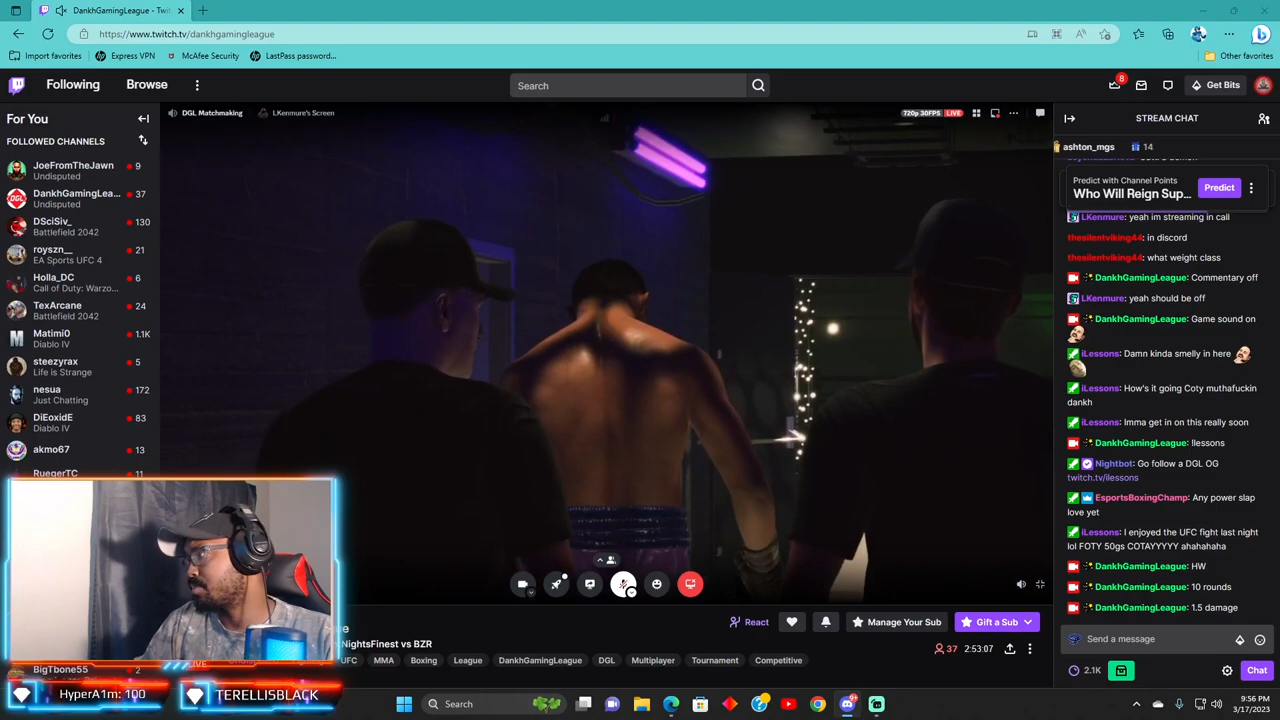 DankhGamingLeague - Twit
https://www.twitch.tv/dankhgamingleague
Import favorites
Express VPN
McAfee Security
LastPass password...
Other favorites
Following
Browse
Search
8
Get Bits
For You
FOLLOWED CHANNELS
JoeFromTheJawn
9
Undisputed
DankhGamingLea...
37
Undisputed
DSciSiv_
130
Battlefield 2042
royszn__
21
EA Sports UFC 4
Holla_DC
6
Call of Duty: Warzo...
TexArcane
24
Battlefield 2042
Matimi0
1.1K
Diablo IV
steezyrax
5
Life is Strange
nesua
172
Just Chatting
DiEoxidE
83
Diablo IV
akmo67
13
RuegerTC
11
BigTbone55
2
LIVE
HyperA1m: 100
TERELLISBLACK
DGL Matchmaking
LKenmure's Screen
720p 30FPS
LIVE
React
Manage Your Sub
Gift a Sub
ue
NightsFinest vs BZR
37
2:53:07
UFC
MMA
Boxing
League
DankhGamingLeague
DGL
Multiplayer
Tournament
Competitive
STREAM CHAT
ashton_mgs
14
Predict with Channel Points
Who Will Reign Sup...
Predict
LKenmure: yeah im streaming in call
thesilentviking44: in discord
thesilentviking44: what weight class
DankhGamingLeague: Commentary off
LKenmure: yeah should be off
DankhGamingLeague: Game sound on
iLessons: Damn kinda smelly in here
iLessons: How's it going Coty muthafuckin
dankh
iLessons: Imma get in on this really soon
DankhGamingLeague: !lessons
Nightbot: Go follow a DGL OG
twitch.tv/ilessons
EsportsBoxingChamp: Any power slap
love yet
iLessons: I enjoyed the UFC fight last night
lol FOTY 50gs COTAYYYYY ahahahaha
DankhGamingLeague: HW
DankhGamingLeague: 10 rounds
DankhGamingLeague: 1.5 damage
Send a message
2.1K
Chat
Search
9+
9:56 PM
3/17/2023